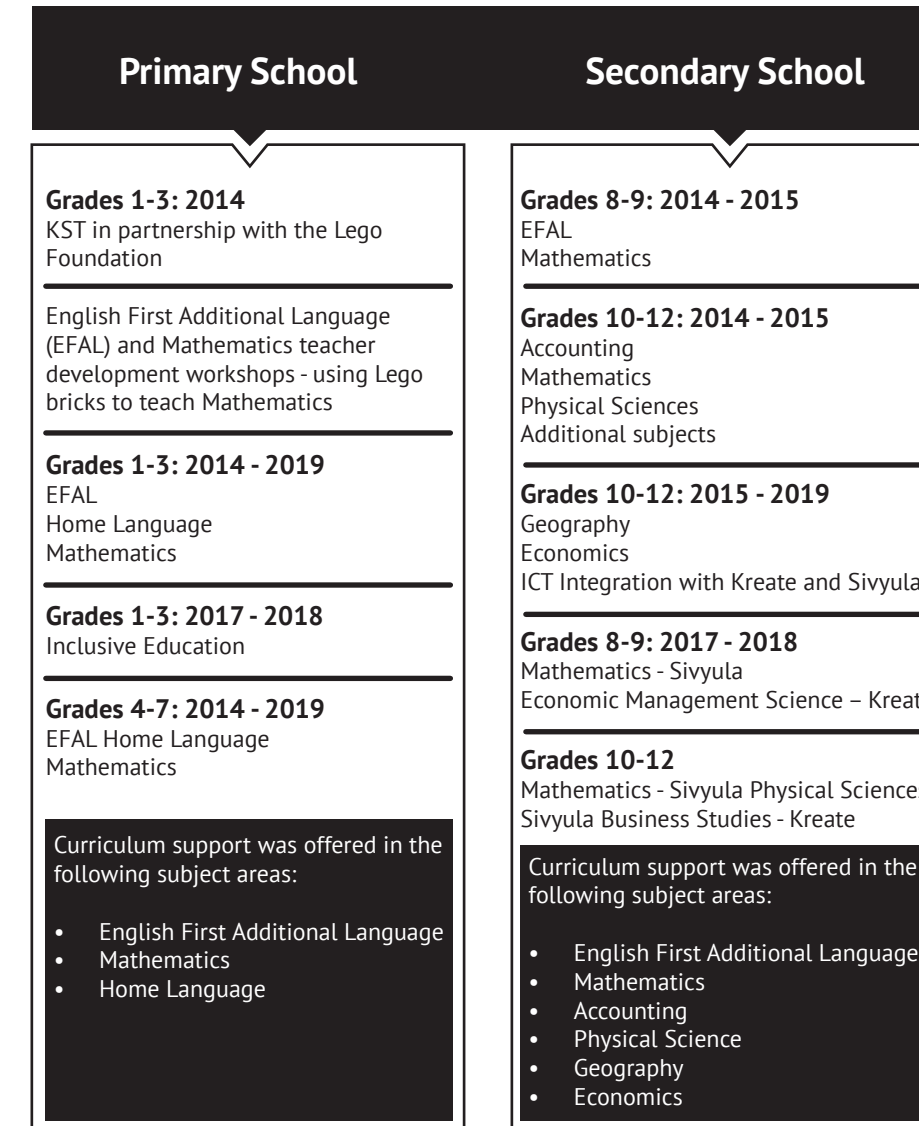 Primary School
Grades 1-3: 2014
KST in partnership with the Lego
Foundation
English First Additional Language
(EFAL) and Mathematics teacher
development workshops - using Lego
bricks to teach Mathematics
Grades 1-3: 2014 - 2019
EFAL
Home Language
Mathematics
Grades 1-3: 2017 - 2018
Inclusive Education
Grades 4-7: 2014 - 2019
EFAL Home Language
Mathematics
Curriculum support was offered in the
following subject areas:
• English First Additional Language
• Mathematics
• Home Language
Secondary School
Grades 8-9: 2014 - 2015
EFAL
Mathematics
Grades 10-12: 2014 - 2015
Accounting
Mathematics
Physical Sciences
Additional subjects
Grades 10-12: 2015 - 2019
Geography
Economics
ICT Integration with Kreate and Sivyula
Grades 8-9: 2017 - 2018
Mathematics - Sivyula
Economic Management Science –
Grades 10-12
Mathematics - Sivyula Physical
Sivyula Business Studies - Kreate
Curriculum support was offered in the
following subject areas:
• English First Additional Language
• Mathematics
• Accounting
• Physical Science
• Geography
• Economics